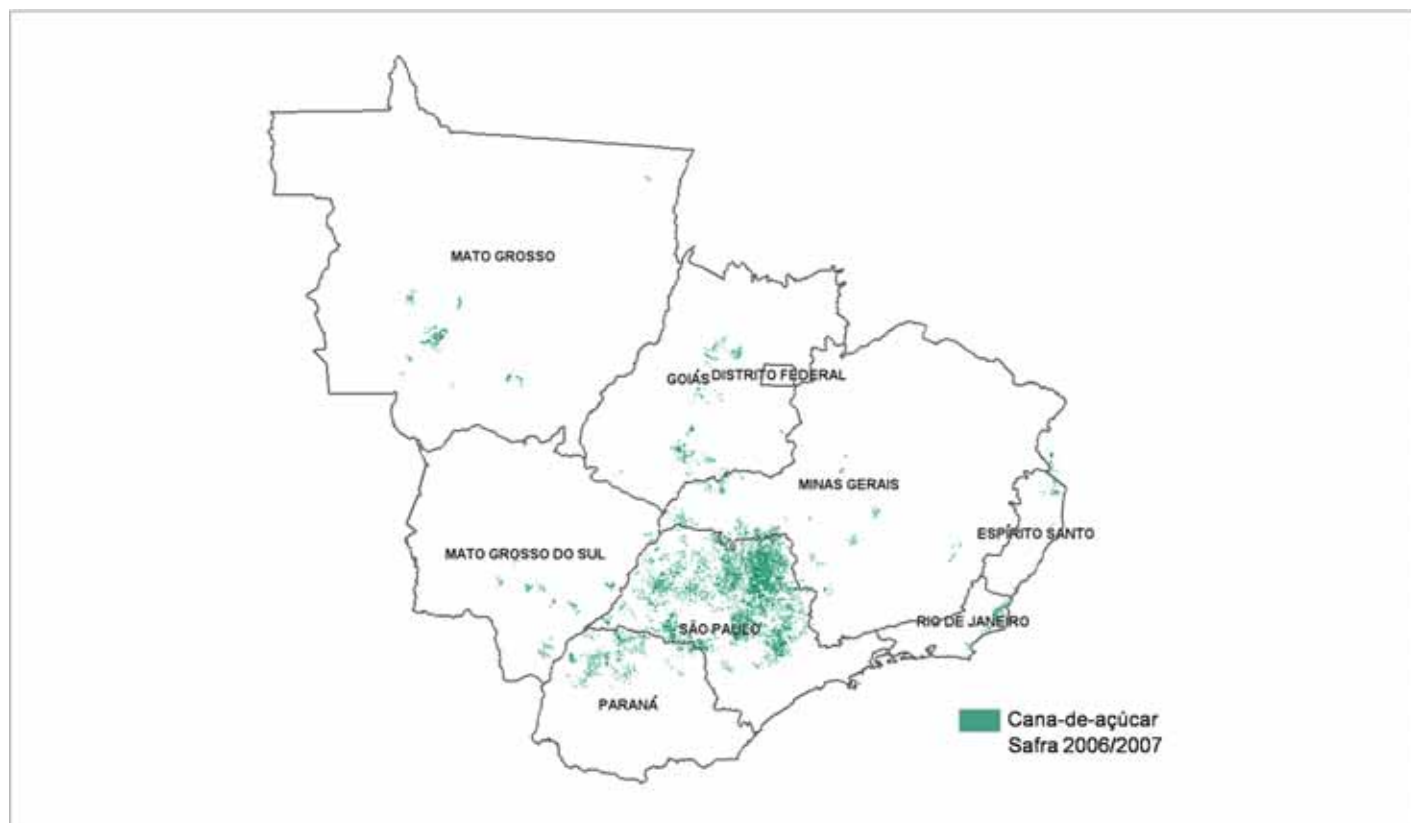 MATO GROSSO
GOIÁS
DISTRITO FEDERAL
MINAS GERAIS
ESPÍRITO SANTO
MATO GROSSO DO SUL
RIO DE JANEIRO
SÃO PAULO
PARANÁ
Cana-de-açúcar
Safra 2006/2007